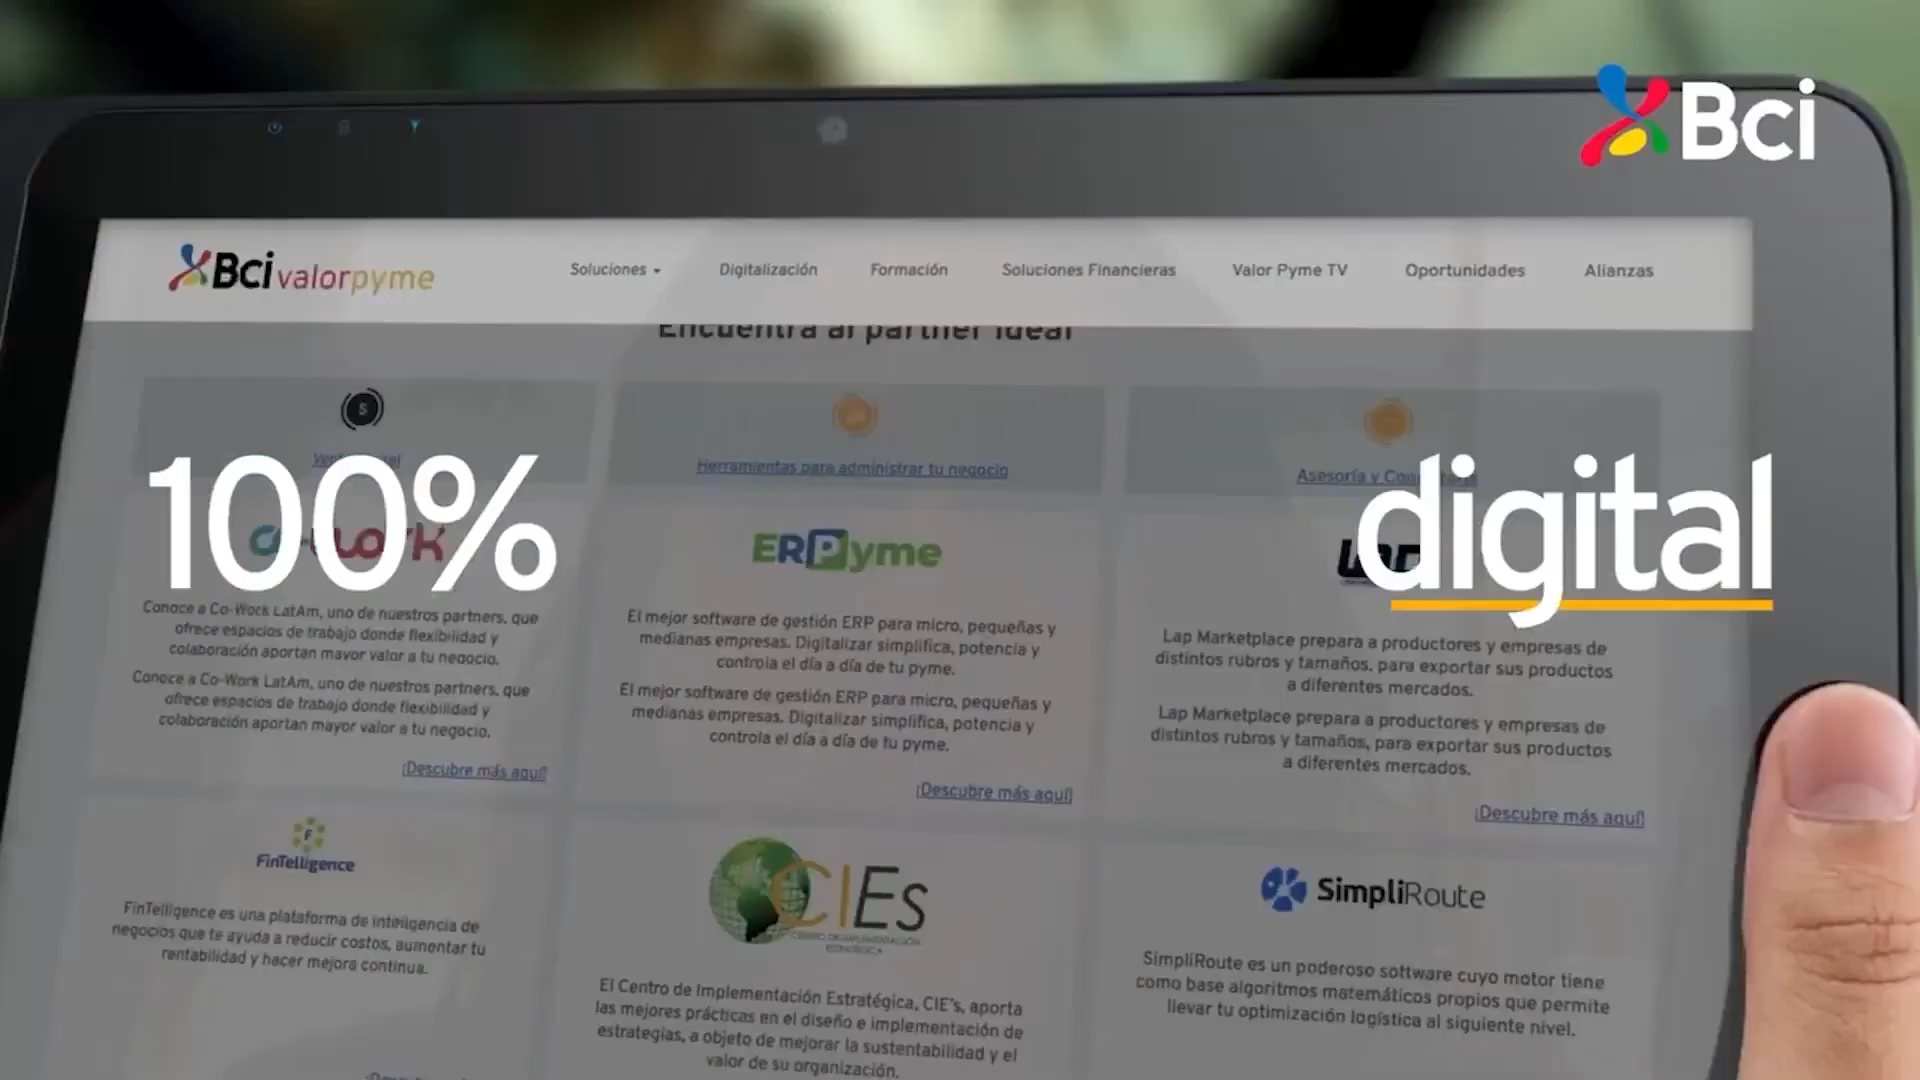 Bci
Bci valorpyme
Soluciones
Digitalización
Formación
Soluciones Financieras
Valor Pyme TV
Oportunidades
Alianzas
Encuentra al partner ideal
Herramientas para administrar tu negocio
Asesoría y
100%
digital
ERPyme
Conoce a Co-Work LatAm, uno de nuestros partners, que
ofrece espacios de trabajo donde flexibilidad y
colaboración aportan mayor valor a tu negocio.
Conoce a Co-Work LatAm, uno de nuestros partners, que
ofrece espacios de trabajo donde flexibilidad y
colaboración aportan mayor valor a tu negocio.
¡Descubre más aquí!
El mejor software de gestión ERP para micro, pequeñas y
medianas empresas. Digitalizar simplifica, potencia y
controla el día a día de tu pyme.
El mejor software de gestión ERP para micro, pequeñas y
medianas empresas. Digitalizar simplifica, potencia y
controla el día a día de tu pyme.
¡Descubre más aquí!
Lap Marketplace prepara a productores y empresas de
distintos rubros y tamaños, para exportar sus productos
a diferentes mercados.
Lap Marketplace prepara a productores y empresas de
distintos rubros y tamaños, para exportar sus productos
a diferentes mercados.
¡Descubre más aquí!
FinTelligence
FinTelligence es una plataforma de inteligencia de
negocios que te ayuda a reducir costos, aumentar tu
rentabilidad y hacer mejora continua.
CIEs
CENTRO DE IMPLEMENTACIÓN
ESTRATÉGICA
El Centro de Implementación Estratégica, CIE's, aporta
las mejores prácticas en el diseño e implementación de
estrategias, a objeto de mejorar la sustentabilidad y el
valor de su organización.
SimpliRoute
SimpliRoute es un poderoso software cuyo motor tiene
como base algoritmos matemáticos propios que permite
llevar tu optimización logística al siguiente nivel.